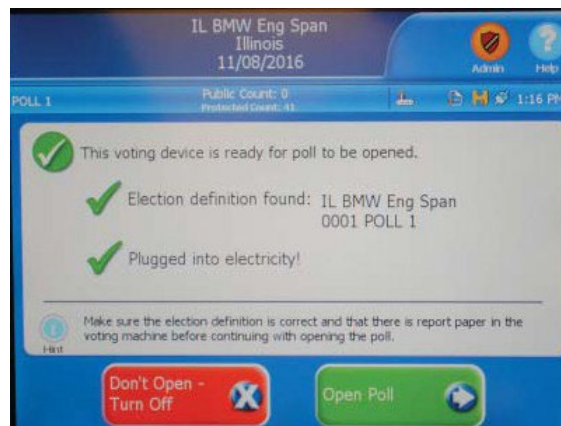 IL BMW Eng Span
Illinois
11/08/2016
Admin
Help
POLL 1
Public Count: 0
Protected Count: 41
1:16 PM
This voting device is ready for poll to be opened.
Election definition found: IL BMW Eng Span
0001 POLL 1
Plugged into electricity!
Hint
Make sure the election definition is correct and that there is report paper in the
voting machine before continuing with opening the poll.
Don't Open -
Turn Off
Open Poll